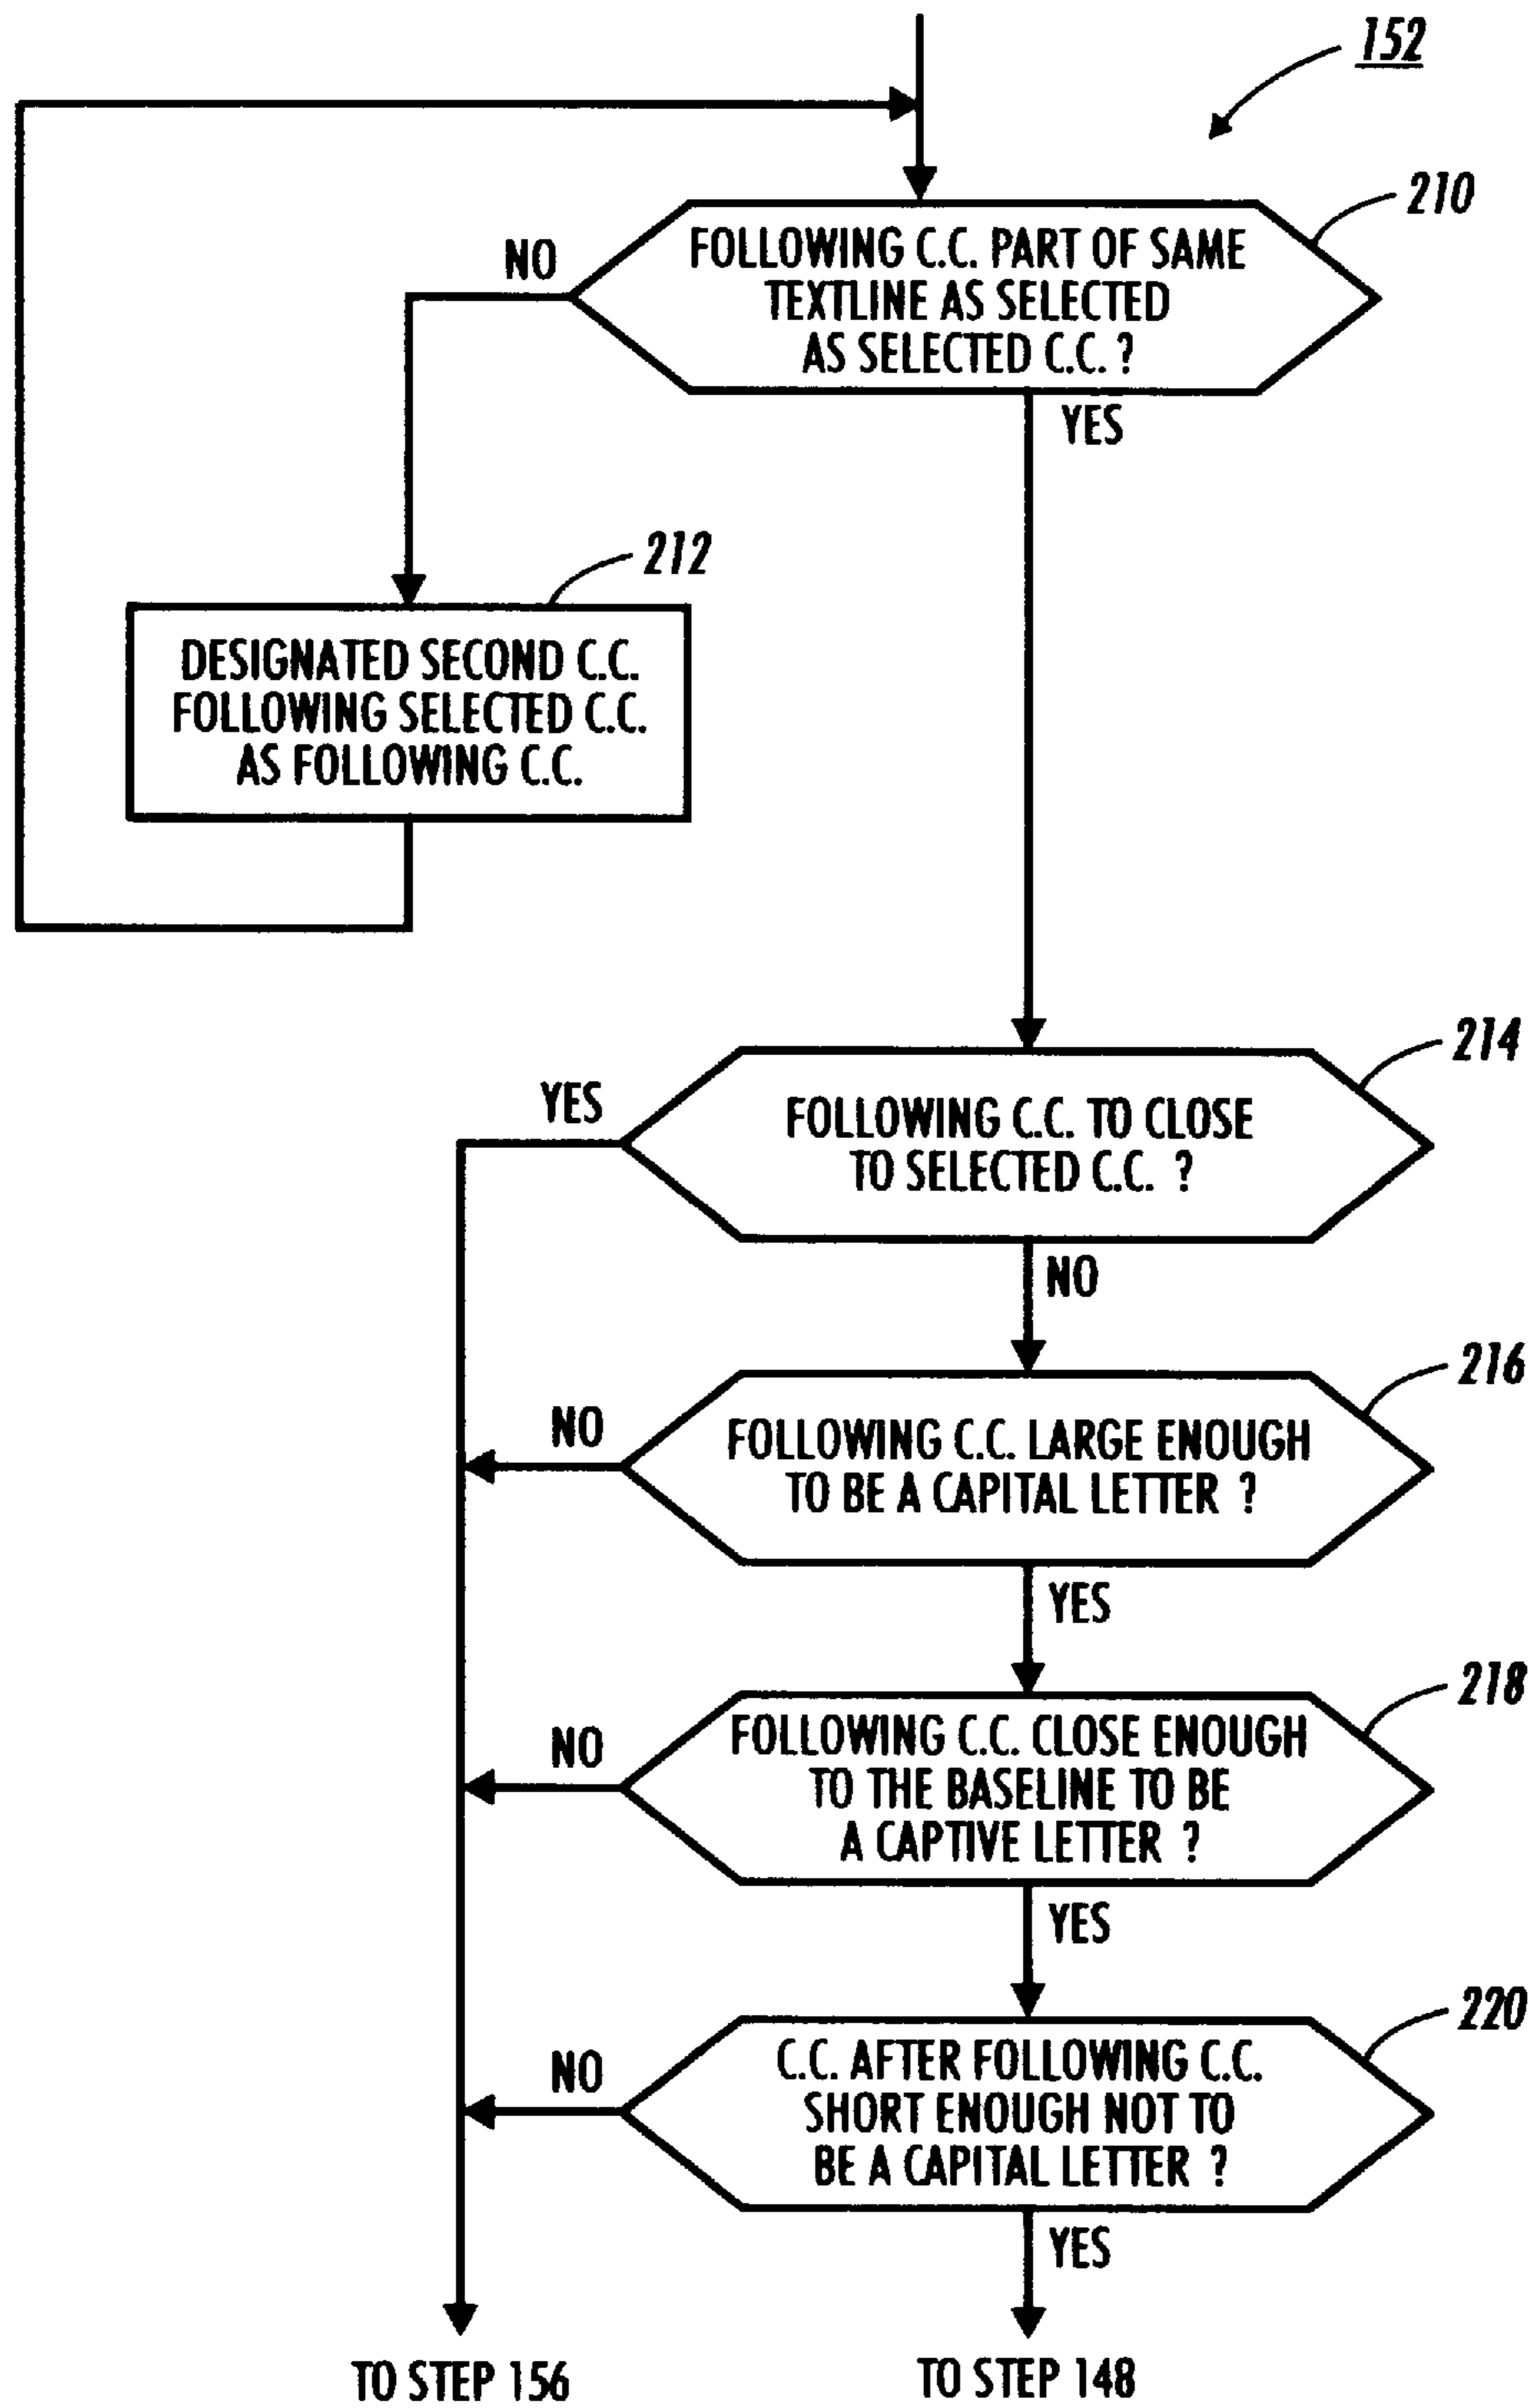 152
210
NO
FOLLOWING C.C. PART OF SAME
TEXTLINE AS SELECTED
AS SELECTED C.C. ?
YES
212
DESIGNATED SECOND C.C.
FOLLOWING SELECTED C.C.
AS FOLLOWING C.C.
214
YES
FOLLOWING C.C. TO CLOSE
TO SELECTED C.C. ?
NO
216
NO
FOLLOWING C.C. LARGE ENOUGH
TO BE A CAPITAL LETTER ?
YES
218
NO
FOLLOWING C.C. CLOSE ENOUGH
TO THE BASELINE TO BE
A CAPTIVE LETTER ?
YES
220
NO
C.C. AFTER FOLLOWING C.C.
SHORT ENOUGH NOT TO
BE A CAPITAL LETTER ?
YES
TO STEP 156
TO STEP 148